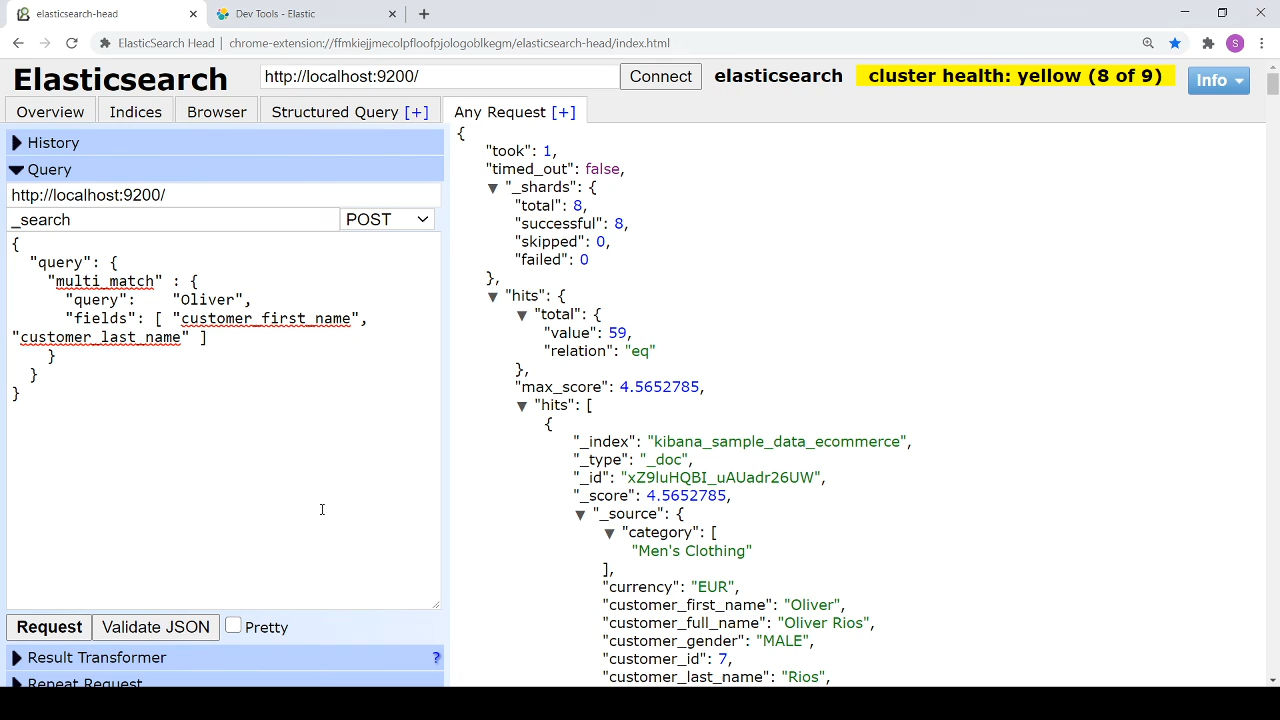 elasticsearch-head
Dev Tools - Elastic
ElasticSearch Head | chrome-extension://ffmkiejjmecolpfloofpjologoblkegm/elasticsearch-head/index.html
S
Elasticsearch
http://localhost:9200/
Connect
elasticsearch
cluster health: yellow (8 of 9)
Info
Overview
Indices
Browser
Structured Query [+]
Any Request [+]
History
Query
http://localhost:9200/
_search
POST
{
"query": {
"multi_match" : {
"query": "Oliver",
"fields": [ "customer_first_name",
"customer_last_name" ]
}
}
}
Request
Validate JSON
Pretty
Result Transformer
?
Repeat Request
{
"took": 1,
"timed_out": false,
"_shards": {
"total": 8,
"successful": 8,
"skipped": 0,
"failed": 0
},
"hits": {
"total": {
"value": 59,
"relation": "eq"
},
"max_score": 4.5652785,
"hits": [
{
"_index": "kibana_sample_data_ecommerce",
"_type": "_doc",
"_id": "xZ9luHQBI_uAUadr26UW",
"_score": 4.5652785,
"_source": {
"category": [
"Men's Clothing"
],
"currency": "EUR",
"customer_first_name": "Oliver",
"customer_full_name": "Oliver Rios",
"customer_gender": "MALE",
"customer_id": 7,
"customer_last_name": "Rios",